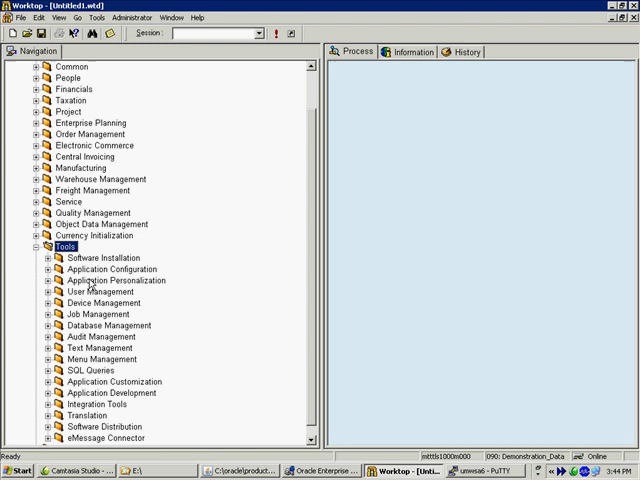 Worktop - [Untitled1.wtd]
File Edit View Go Tools Administrator Window Help
Session:
Navigation
Process Information History
Common
People
Financials
Taxation
Project
Enterprise Planning
Order Management
Electronic Commerce
Central Invoicing
Manufacturing
Warehouse Management
Freight Management
Service
Quality Management
Object Data Management
Currency Initialization
Tools
Software Installation
Application Configuration
Application Personalization
User Management
Device Management
Job Management
Database Management
Audit Management
Text Management
Menu Management
SQL Queries
Application Customization
Application Development
Integration Tools
Translation
Software Distribution
eMessage Connector
Ready mtttls1000m000 090: Demonstration_Data Online
Start Camtasia Studio - ... E:\ C:\oracle\product... Oracle Enterprise ... Worktop - [Unti... umwsa6 - PuTTY 3:44 PM